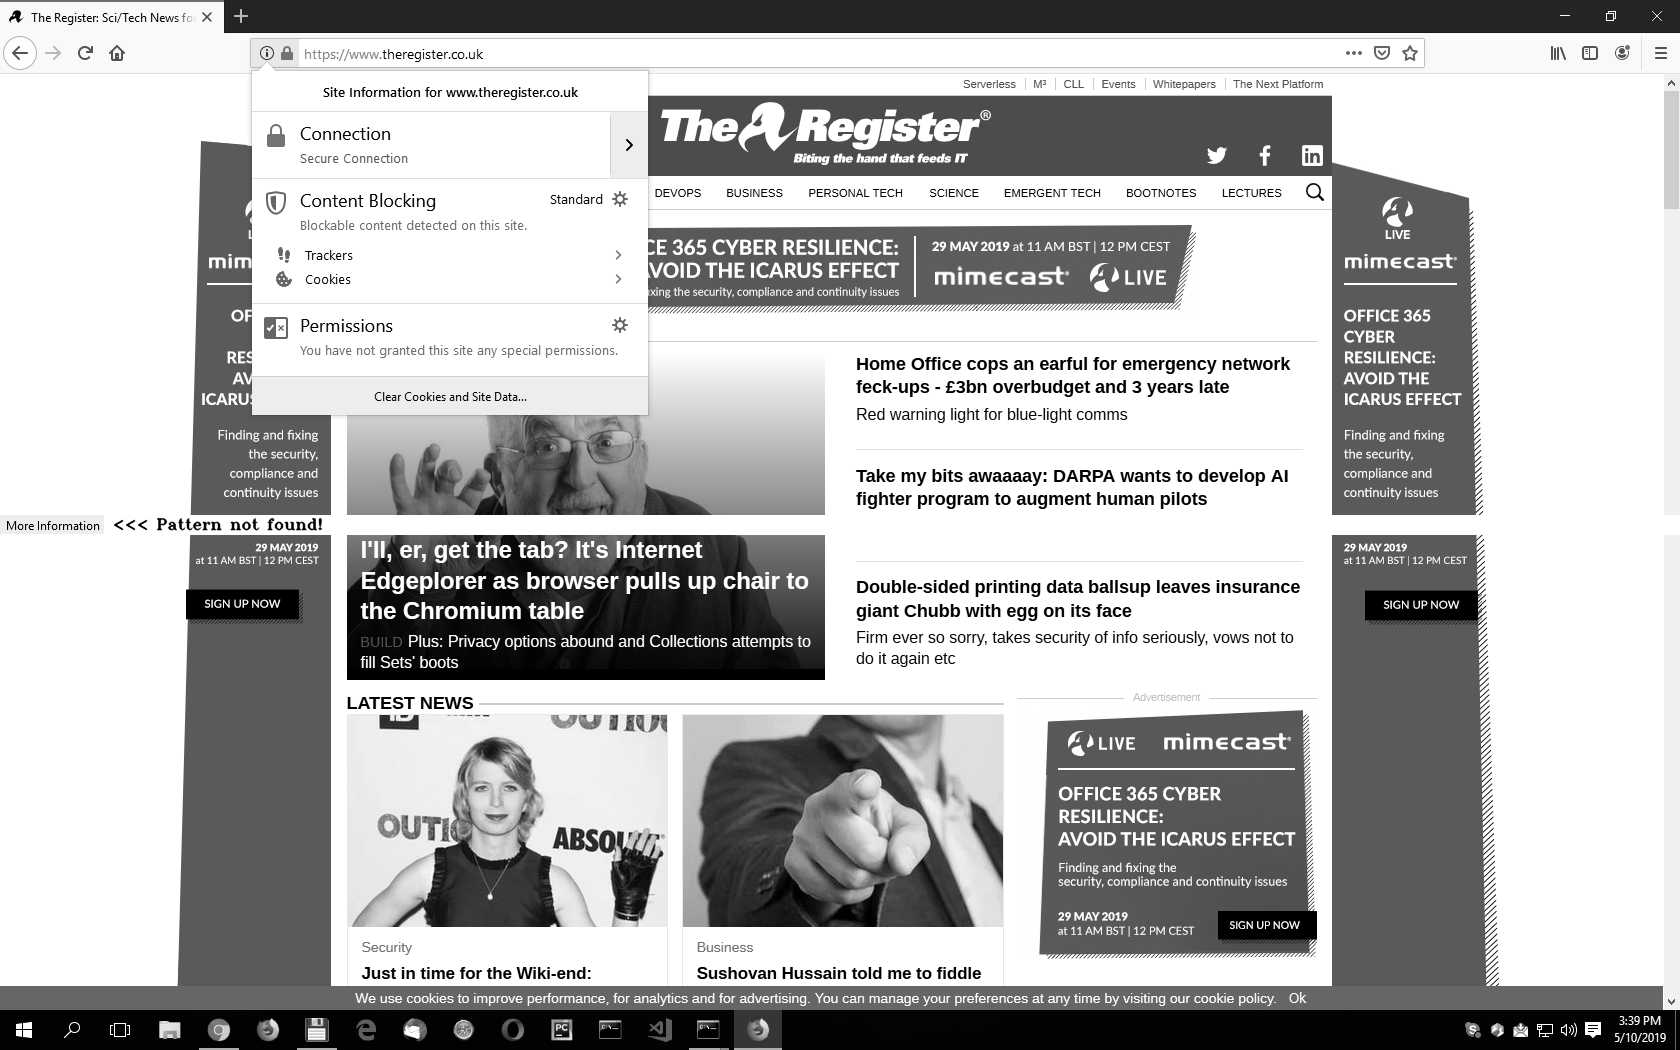 The Register: Sci/Tech News fo
https://www.theregister.co.uk
Site Information for www.theregister.co.uk
Connection
Secure Connection
Content Blocking
Standard
Blockable content detected on this site.
Trackers
Cookies
Permissions
You have not granted this site any special permissions.
Clear Cookies and Site Data...
Serverless M³ CLL Events Whitepapers The Next Platform
The Register®
Biting the hand that feeds IT
DEVOPS BUSINESS PERSONAL TECH SCIENCE EMERGENT TECH BOOTNOTES LECTURES
CE 365 CYBER RESILIENCE:
AVOID THE ICARUS EFFECT
ixing the security, compliance and continuity issues
29 MAY 2019 at 11 AM BST | 12 PM CEST
mimecast® LIVE
L
mim
OF
RES
AV
ICARUS
Finding and fixing
the security,
compliance and
continuity issues
LIVE
mimecast®
OFFICE 365
CYBER
RESILIENCE:
AVOID THE
ICARUS EFFECT
Finding and fixing
the security,
compliance and
continuity issues
Home Office cops an earful for emergency network
feck-ups - £3bn overbudget and 3 years late
Red warning light for blue-light comms
Take my bits awaaaay: DARPA wants to develop AI
fighter program to augment human pilots
More Information <<< Pattern not found!
29 MAY 2019
at 11 AM BST | 12 PM CEST
SIGN UP NOW
I'll, er, get the tab? It's Internet
Edgeplorer as browser pulls up chair to
the Chromium table
BUILD Plus: Privacy options abound and Collections attempts to
fill Sets' boots
Double-sided printing data ballsup leaves insurance
giant Chubb with egg on its face
Firm ever so sorry, takes security of info seriously, vows not to
do it again etc
29 MAY 2019
at 11 AM BST | 12 PM CEST
SIGN UP NOW
LATEST NEWS
Advertisement
OUT
ABSOLU
Security
Just in time for the Wiki-end:
Business
Sushovan Hussain told me to fiddle
LIVE mimecast®
OFFICE 365 CYBER
RESILIENCE:
AVOID THE ICARUS EFFECT
Finding and fixing the
security, compliance and continuity issues
29 MAY 2019
at 11 AM BST | 12 PM CEST
SIGN UP NOW
We use cookies to improve performance, for analytics and for advertising. You can manage your preferences at any time by visiting our cookie policy. Ok
PC
3:39 PM
5/10/2019